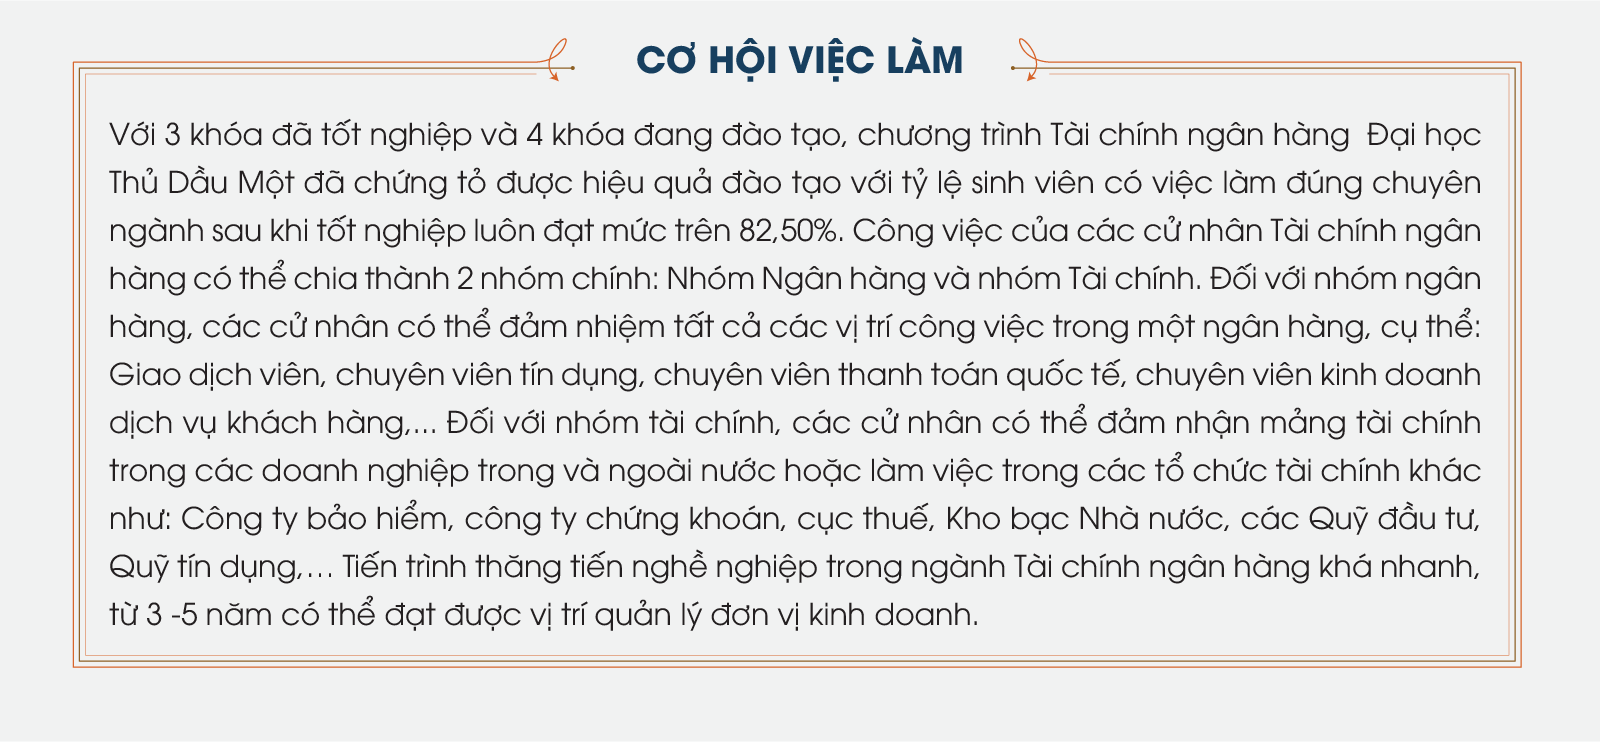 CƠ HỘI VIỆC LÀM
Với 3 khóa đã tốt nghiệp và 4 khóa đang đào tạo, chương trình Tài chính ngân hàng  Đại học
Thủ Dầu Một đã chứng tỏ được hiệu quả đào tạo với tỷ lệ sinh viên có việc làm đúng chuyên
ngành sau khi tốt nghiệp luôn đạt mức trên 82,50%. Công việc của các cử nhân Tài chính ngân
hàng có thể chia thành 2 nhóm chính: Nhóm Ngân hàng và nhóm Tài chính. Đối với nhóm ngân
hàng, các cử nhân có thể đảm nhiệm tất cả các vị trí công việc trong một ngân hàng, cụ thể:
Giao dịch viên, chuyên viên tín dụng, chuyên viên thanh toán quốc tế, chuyên viên kinh doanh
dịch vụ khách hàng,... Đối với nhóm tài chính, các cử nhân có thể đảm nhận mảng tài chính
trong các doanh nghiệp trong và ngoài nước hoặc làm việc trong các tổ chức tài chính khác
như: Công ty bảo hiểm, công ty chứng khoán, cục thuế, Kho bạc Nhà nước, các Quỹ đầu tư,
Quỹ tín dụng,… Tiến trình thăng tiến nghề nghiệp trong ngành Tài chính ngân hàng khá nhanh,
từ 3 -5 năm có thể đạt được vị trí quản lý đơn vị kinh doanh.